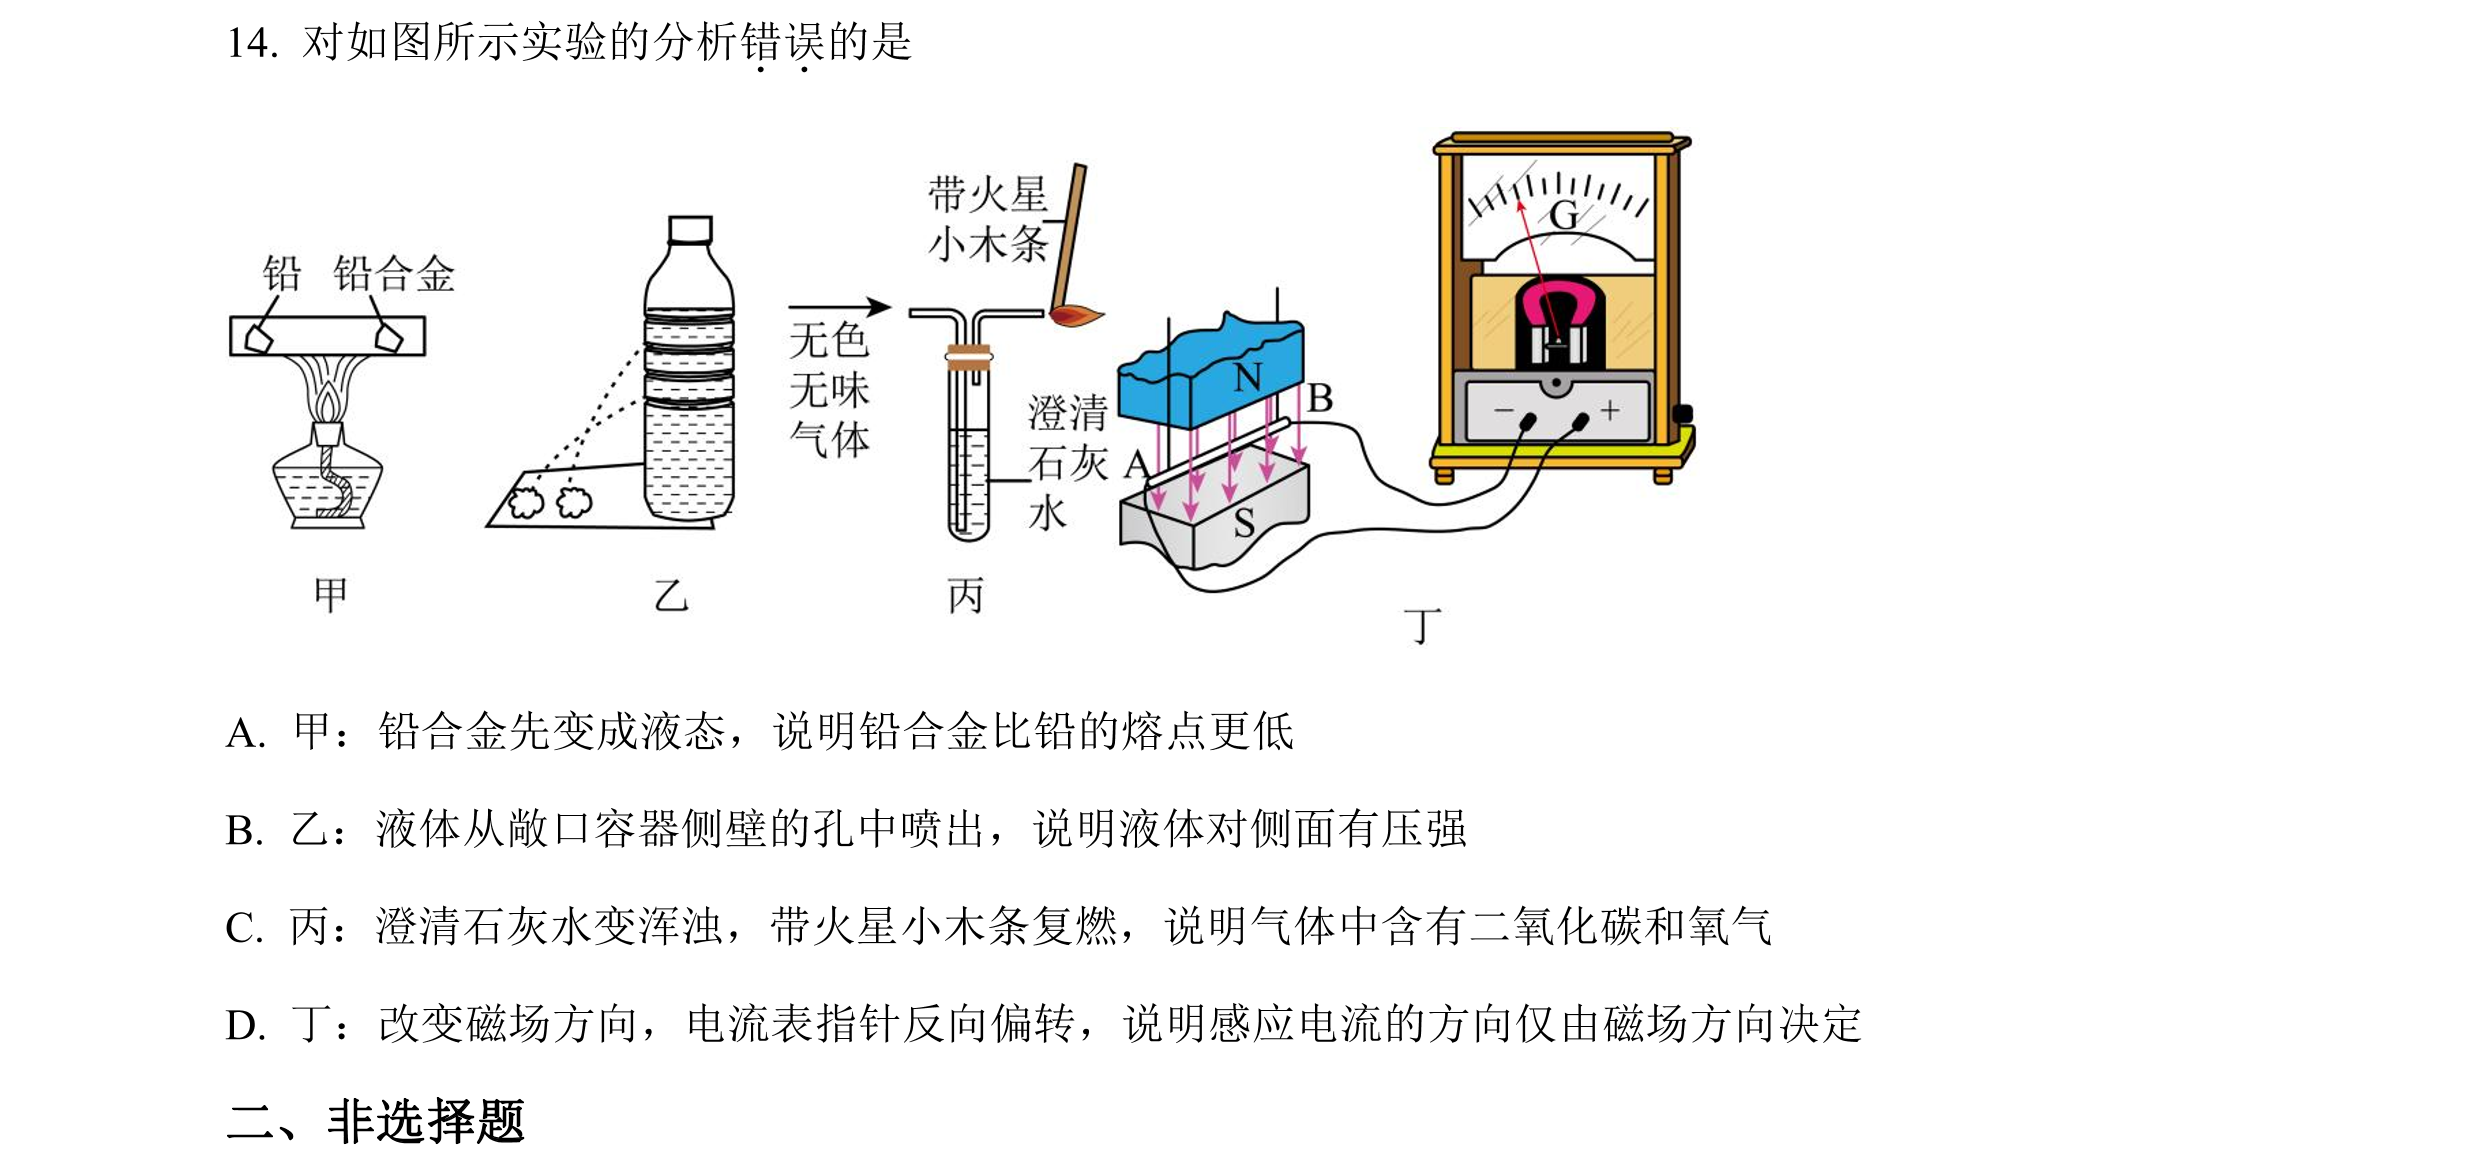 14. 对如图所示实验的分析错误的是
铅 铅合金
甲
乙
无色
无味
气体
带火星
小木条
澄清
石灰
水
丙
N
B
A
S
G
− +
丁
A. 甲：铅合金先变成液态，说明铅合金比铅的熔点更低
B. 乙：液体从敞口容器侧壁的孔中喷出，说明液体对侧面有压强
C. 丙：澄清石灰水变浑浊，带火星小木条复燃，说明气体中含有二氧化碳和氧气
D. 丁：改变磁场方向，电流表指针反向偏转，说明感应电流的方向仅由磁场方向决定
二、非选择题